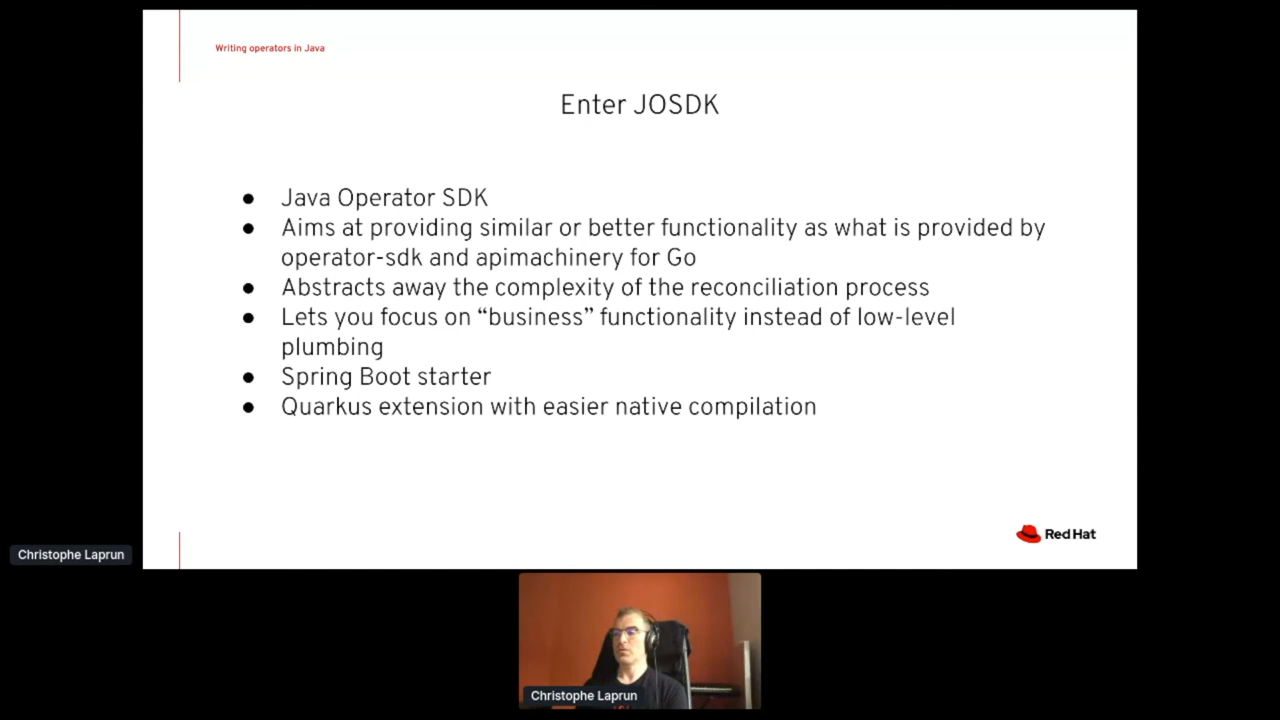 Writing operators in Java
Enter JOSDK
● Java Operator SDK
● Aims at providing similar or better functionality as what is provided by
operator-sdk and apimachinery for Go
● Abstracts away the complexity of the reconciliation process
● Lets you focus on “business” functionality instead of low-level
plumbing
● Spring Boot starter
● Quarkus extension with easier native compilation
Red Hat
Christophe Laprun
Christophe Laprun